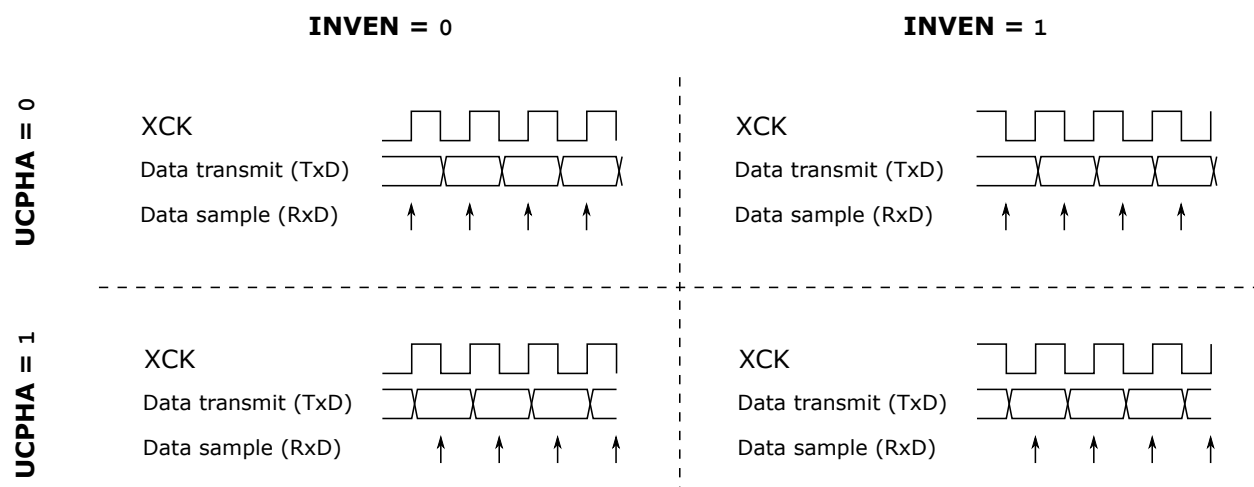 INVEN = 0
INVEN = 1
UCPHA = 0
XCK
Data transmit (TxD)
Data sample (RxD)
XCK
Data transmit (TxD)
Data sample (RxD)
UCPHA = 1
XCK
Data transmit (TxD)
Data sample (RxD)
XCK
Data transmit (TxD)
Data sample (RxD)